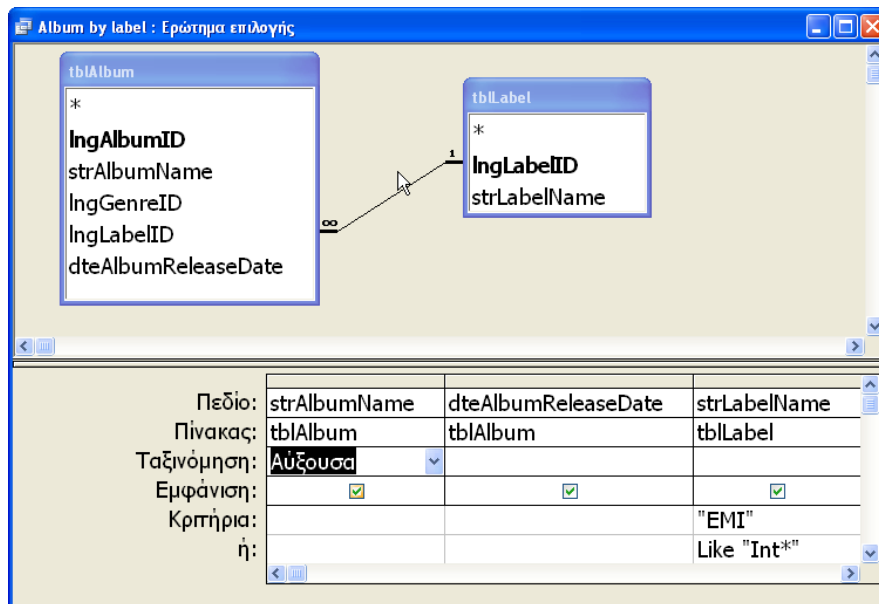 Album by label : Ερώτημα επιλογής
tblAlbum
*
lngAlbumID
strAlbumName
lngGenreID
lngLabelID
dteAlbumReleaseDate
tblLabel
*
lngLabelID
strLabelName
1
∞
Πεδίο: strAlbumName dteAlbumReleaseDate strLabelName
Πίνακας: tblAlbum tblAlbum tblLabel
Ταξινόμηση: Αύξουσα
Εμφάνιση:
Κριτήρια: "EMI"
ή: Like "Int*"